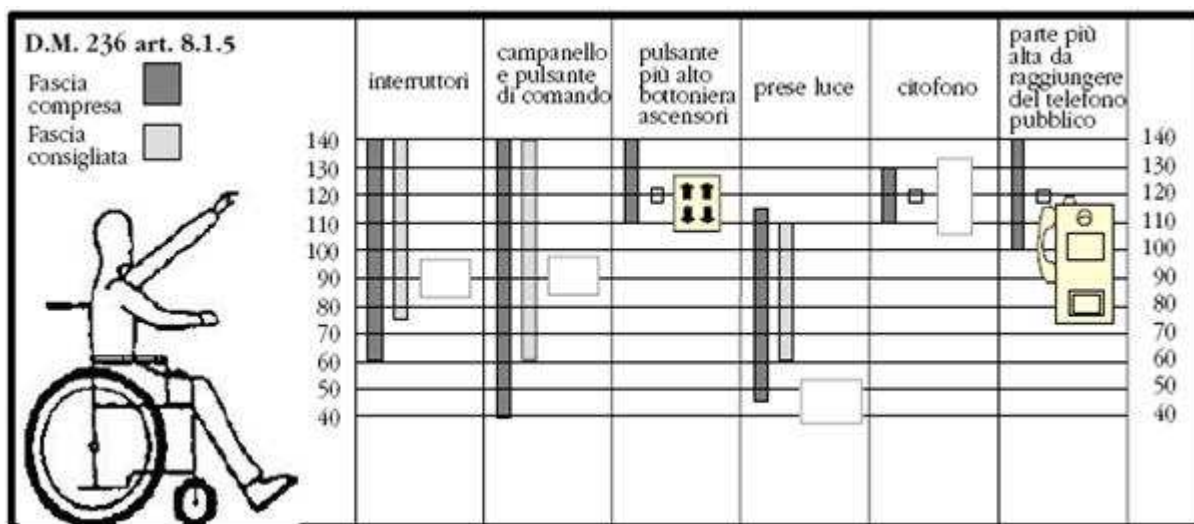 D.M. 236 art. 8.1.5
Fascia
compresa
Fascia
consigliata
interruttori
campanello
e pulsante
di comando
pulsante
più alto
bottoniera
ascensori
prese luce
citofono
parte più
alta da
raggiungere
del telefono
pubblico
140
130
120
110
100
90
80
70
60
50
40
140
130
120
110
100
90
80
70
60
50
40